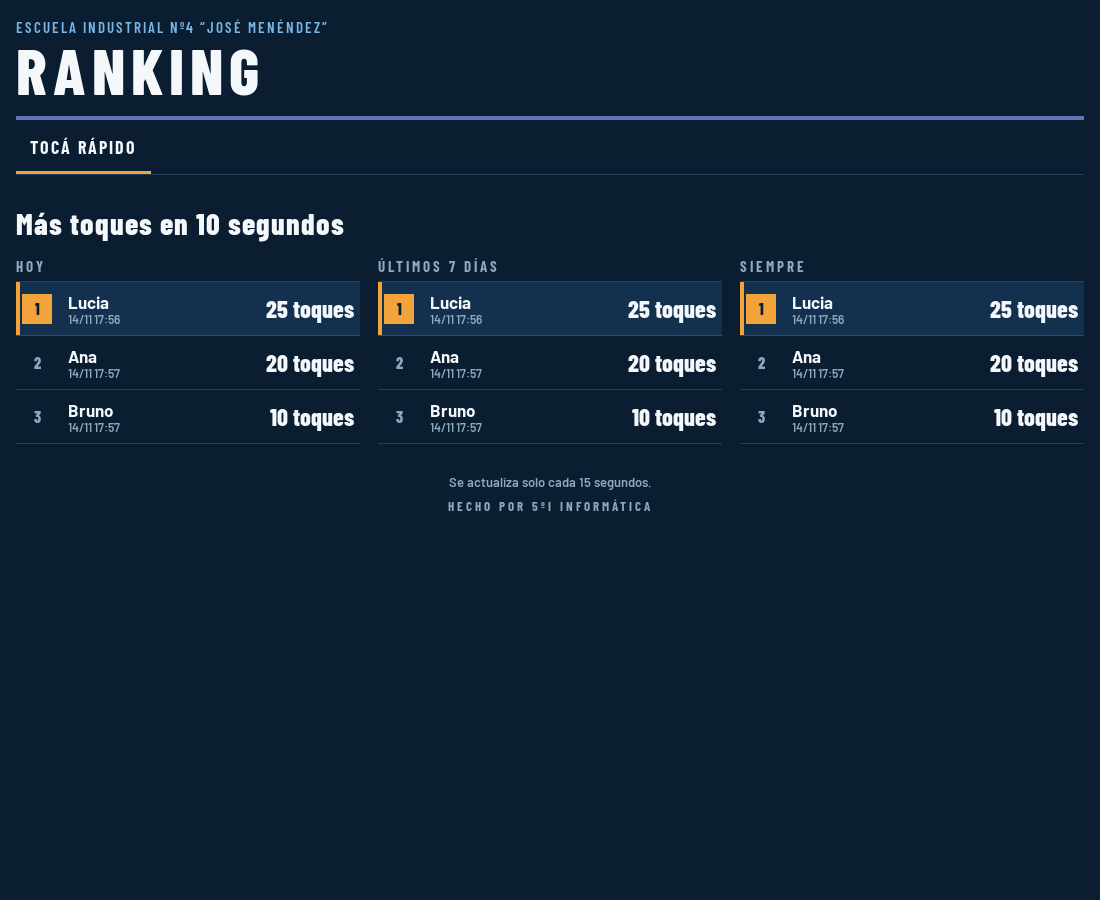 ESCUELA INDUSTRIAL Nº4 “JOSÉ MENÉNDEZ”
RANKING
TOCÁ RÁPIDO
Más toques en 10 segundos
HOY
1 Lucia 25 toques
14/11 17:56
2 Ana 20 toques
14/11 17:57
3 Bruno 10 toques
14/11 17:57
ÚLTIMOS 7 DÍAS
1 Lucia 25 toques
14/11 17:56
2 Ana 20 toques
14/11 17:57
3 Bruno 10 toques
14/11 17:57
SIEMPRE
1 Lucia 25 toques
14/11 17:56
2 Ana 20 toques
14/11 17:57
3 Bruno 10 toques
14/11 17:57
Se actualiza solo cada 15 segundos.
HECHO POR 5ºI INFORMÁTICA